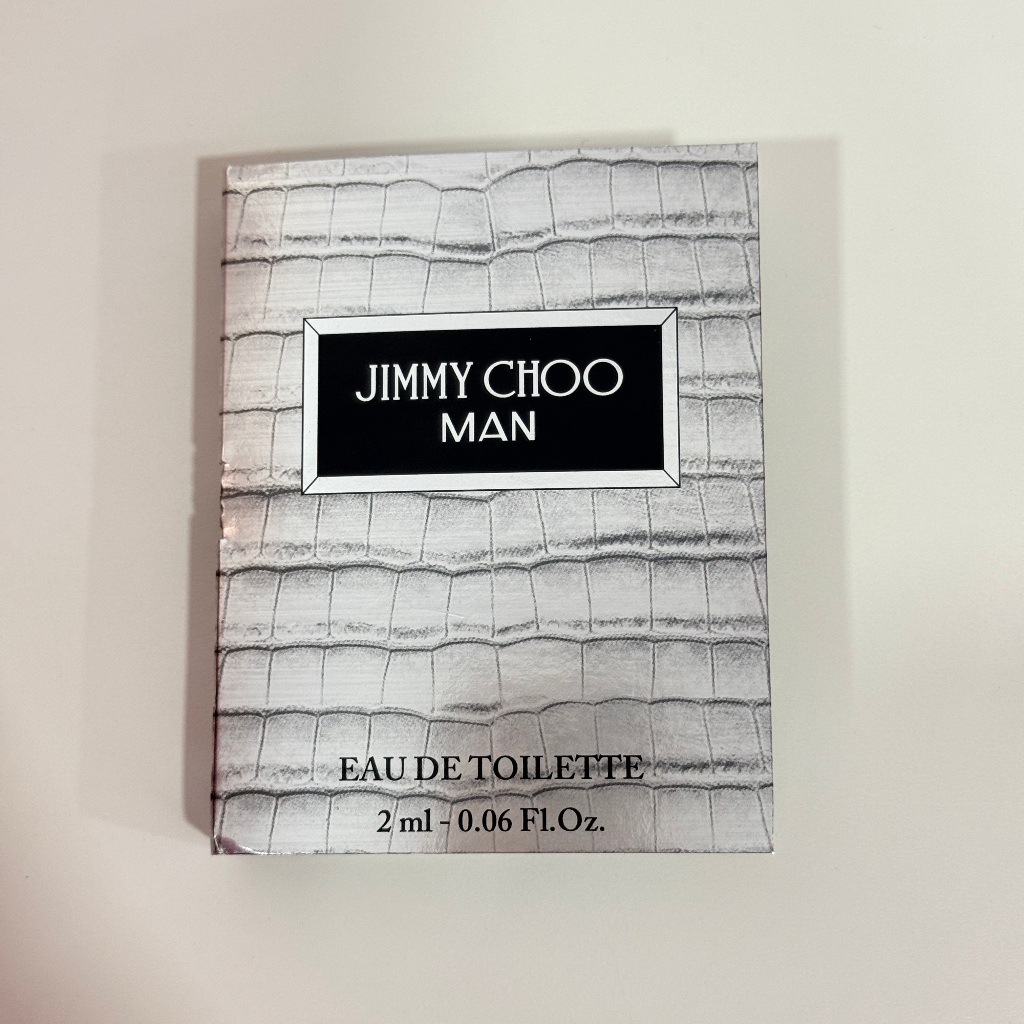 JIMMY CHOO
MAN
EAU DE TOILETTE
2 ml - 0.06 Fl.Oz.